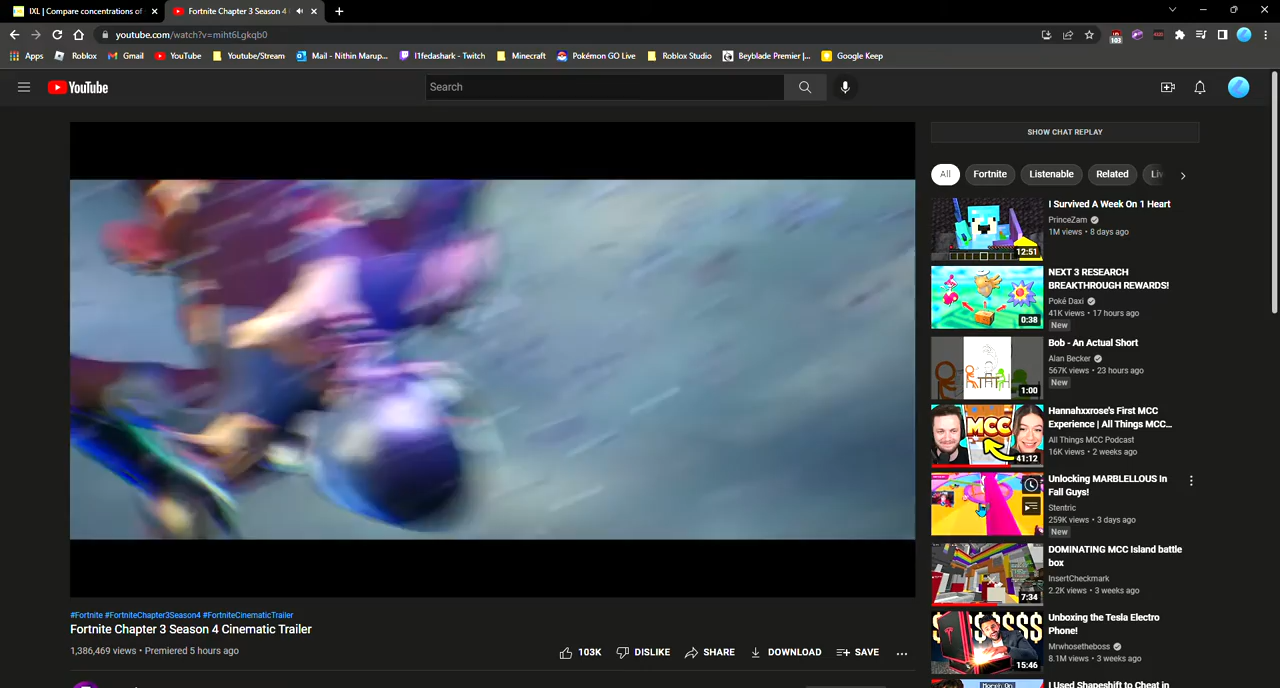 IXL | Compare concentrations of
Fortnite Chapter 3 Season 4
youtube.com/watch?v=miht6Lgkqb0
103
Apps
Roblox
Gmail
YouTube
Youtube/Stream
Mail - Nithin Marup...
l1fedashark - Twitch
Minecraft
Pokémon GO Live
Roblox Studio
Beyblade Premier |...
Google Keep
YouTube
Search
SHOW CHAT REPLAY
All
Fortnite
Listenable
Related
Liv
I Survived A Week On 1 Heart
PrinceZam
1M views • 8 days ago
12:51
NEXT 3 RESEARCH
BREAKTHROUGH REWARDS!
Poké Daxi
41K views • 17 hours ago
New
0:38
Bob - An Actual Short
Alan Becker
567K views • 23 hours ago
New
1:00
Hannahxxrose's First MCC
Experience | All Things MCC...
All Things MCC Podcast
16K views • 2 weeks ago
MCC
41:12
Unlocking MARBLELLOUS In
Fall Guys!
Stentric
259K views • 3 days ago
New
DOMINATING MCC Island battle
box
InsertCheckmark
2.2K views • 3 weeks ago
7:34
Unboxing the Tesla Electro
Phone!
Mrwhosetheboss
8.1M views • 3 weeks ago
15:46
I Used Shapeshift to Cheat in
#Fortnite #FortniteChapter3Season4 #FortniteCinematicTrailer
Fortnite Chapter 3 Season 4 Cinematic Trailer
1,386,469 views • Premiered 5 hours ago
103K
DISLIKE
SHARE
DOWNLOAD
SAVE